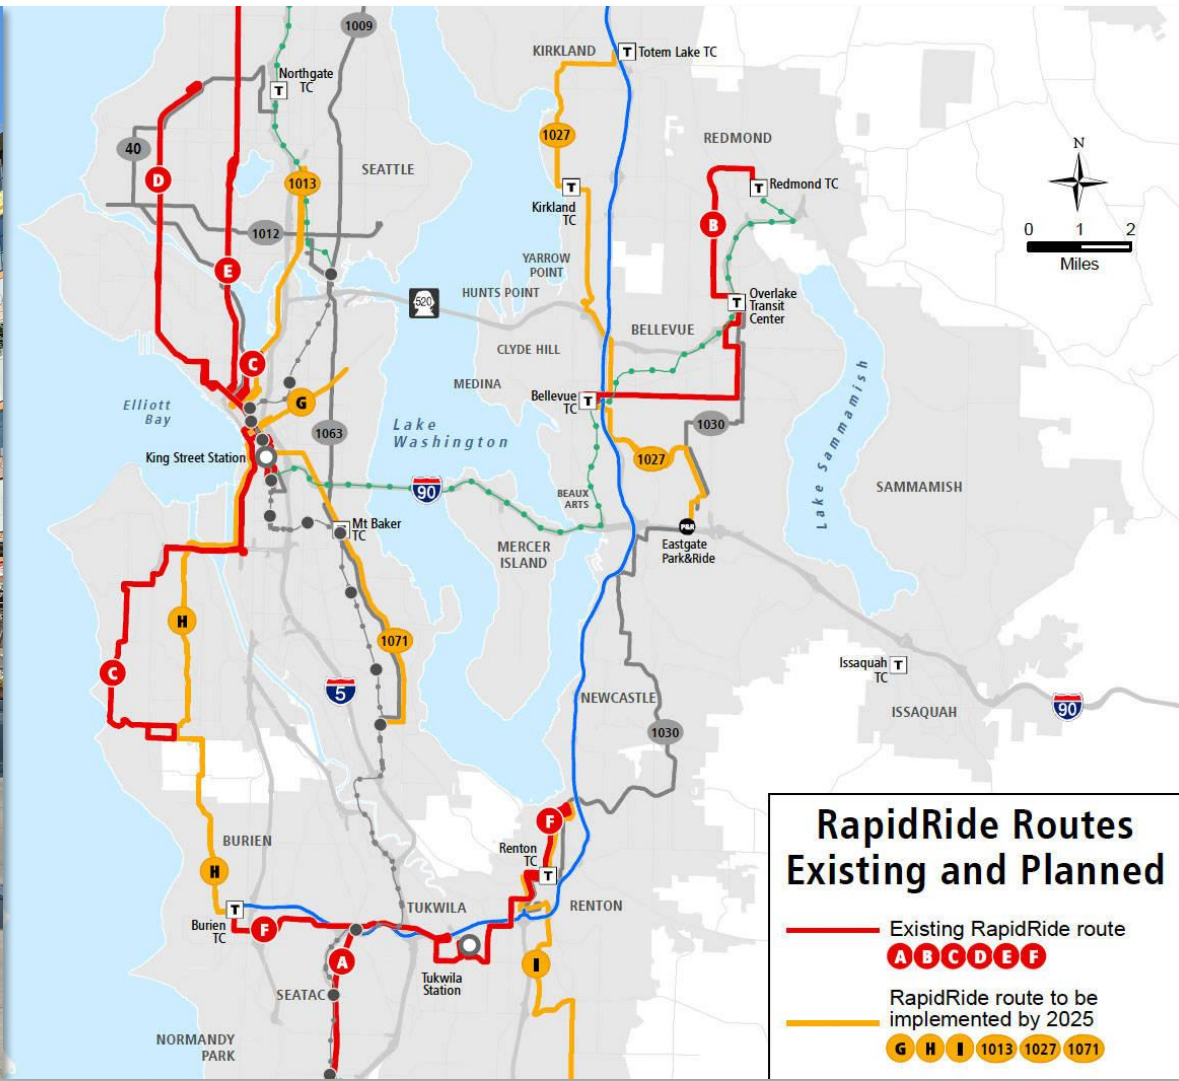 1009
KIRKLAND
T Totem Lake TC
Northgate
TC
T
1027
REDMOND
N
40
SEATTLE
D
1013
T
Kirkland
TC
T Redmond TC
B
0 1 2
Miles
1012
E
YARROW
POINT
HUNTS POINT
520
T Overlake
Transit
Center
BELLEVUE
CLYDE HILL
C
MEDINA
Elliott
Bay
G
Bellevue
TC
T
Lake
Washington
1063
1030
Lake Sammamish
King Street Station
1027
90
BEAUX
ARTS
SAMMAMISH
T
Mt Baker
TC
P&R
Eastgate
Park&Ride
MERCER
ISLAND
H
1071
C
5
Issaquah
TC
T
NEWCASTLE
ISSAQUAH
90
1030
F
BURIEN
Renton
TC
T
H
RENTON
TUKWILA
T
Burien
TC
F
A
I
Tukwila
Station
SEATAC
NORMANDY
PARK
RapidRide Routes
Existing and Planned
Existing RapidRide route
A B C D E F
RapidRide route to be
implemented by 2025
G H I 1013 1027 1071